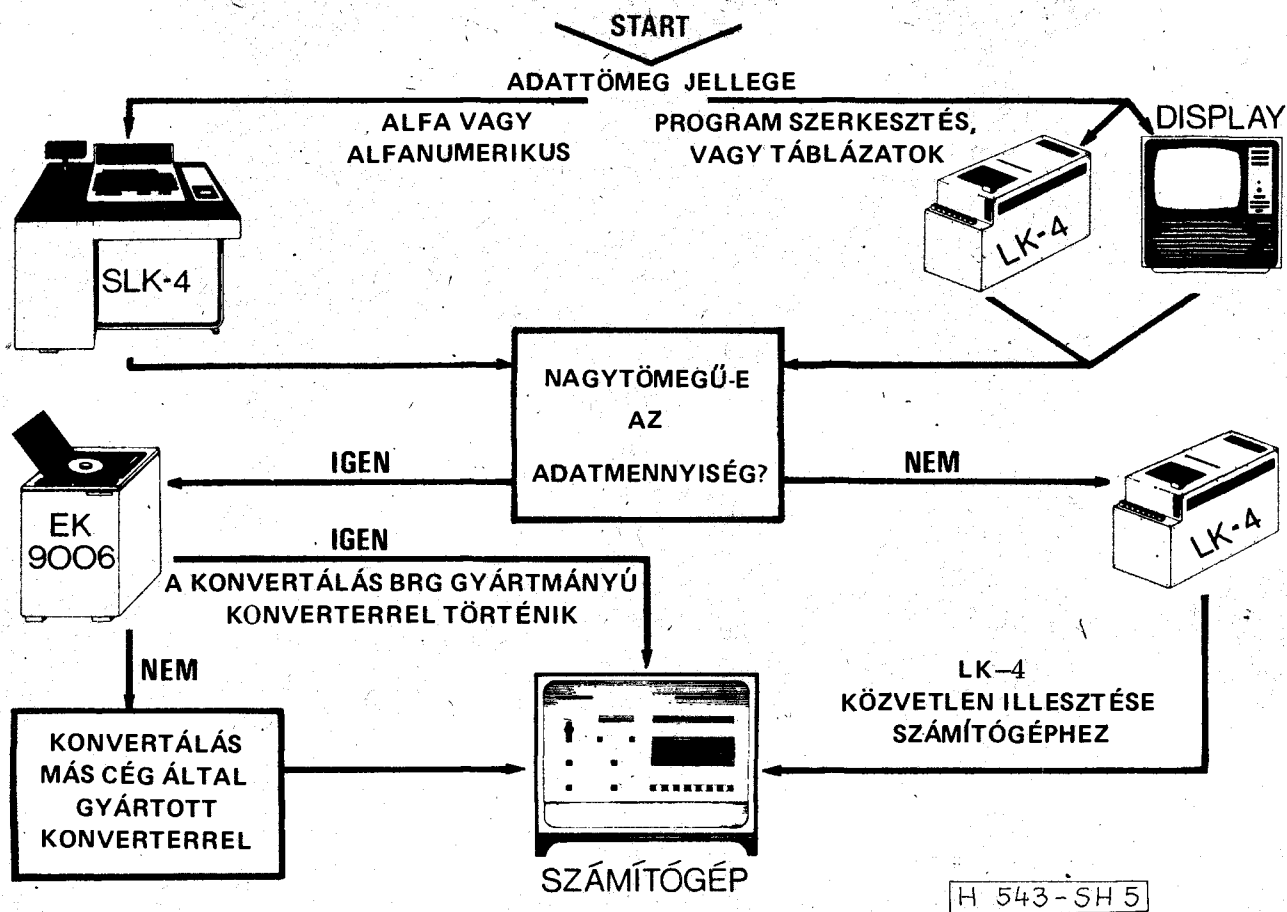 START
ADATTÖMEG JELLEGE
ALFA VAGY
ALFANUMERIKUS
PROGRAM SZERKESZTÉS,
VAGY TÁBLÁZATOK
DISPLAY
SLK-4
LK-4
NAGYTÖMEGŰ-E
AZ
ADATMENNYISÉG?
IGEN
NEM
EK
9006
LK-4
IGEN
A KONVERTÁLÁS BRG GYÁRTMÁNYÚ
KONVERTERREL TÖRTÉNIK
NEM
KONVERTÁLÁS
MÁS CÉG ÁLTAL
GYÁRTOTT
KONVERTERREL
LK–4
KÖZVETLEN ILLESZTÉSE
SZÁMÍTÓGÉPHEZ
SZÁMÍTÓGÉP
H 543-SH 5